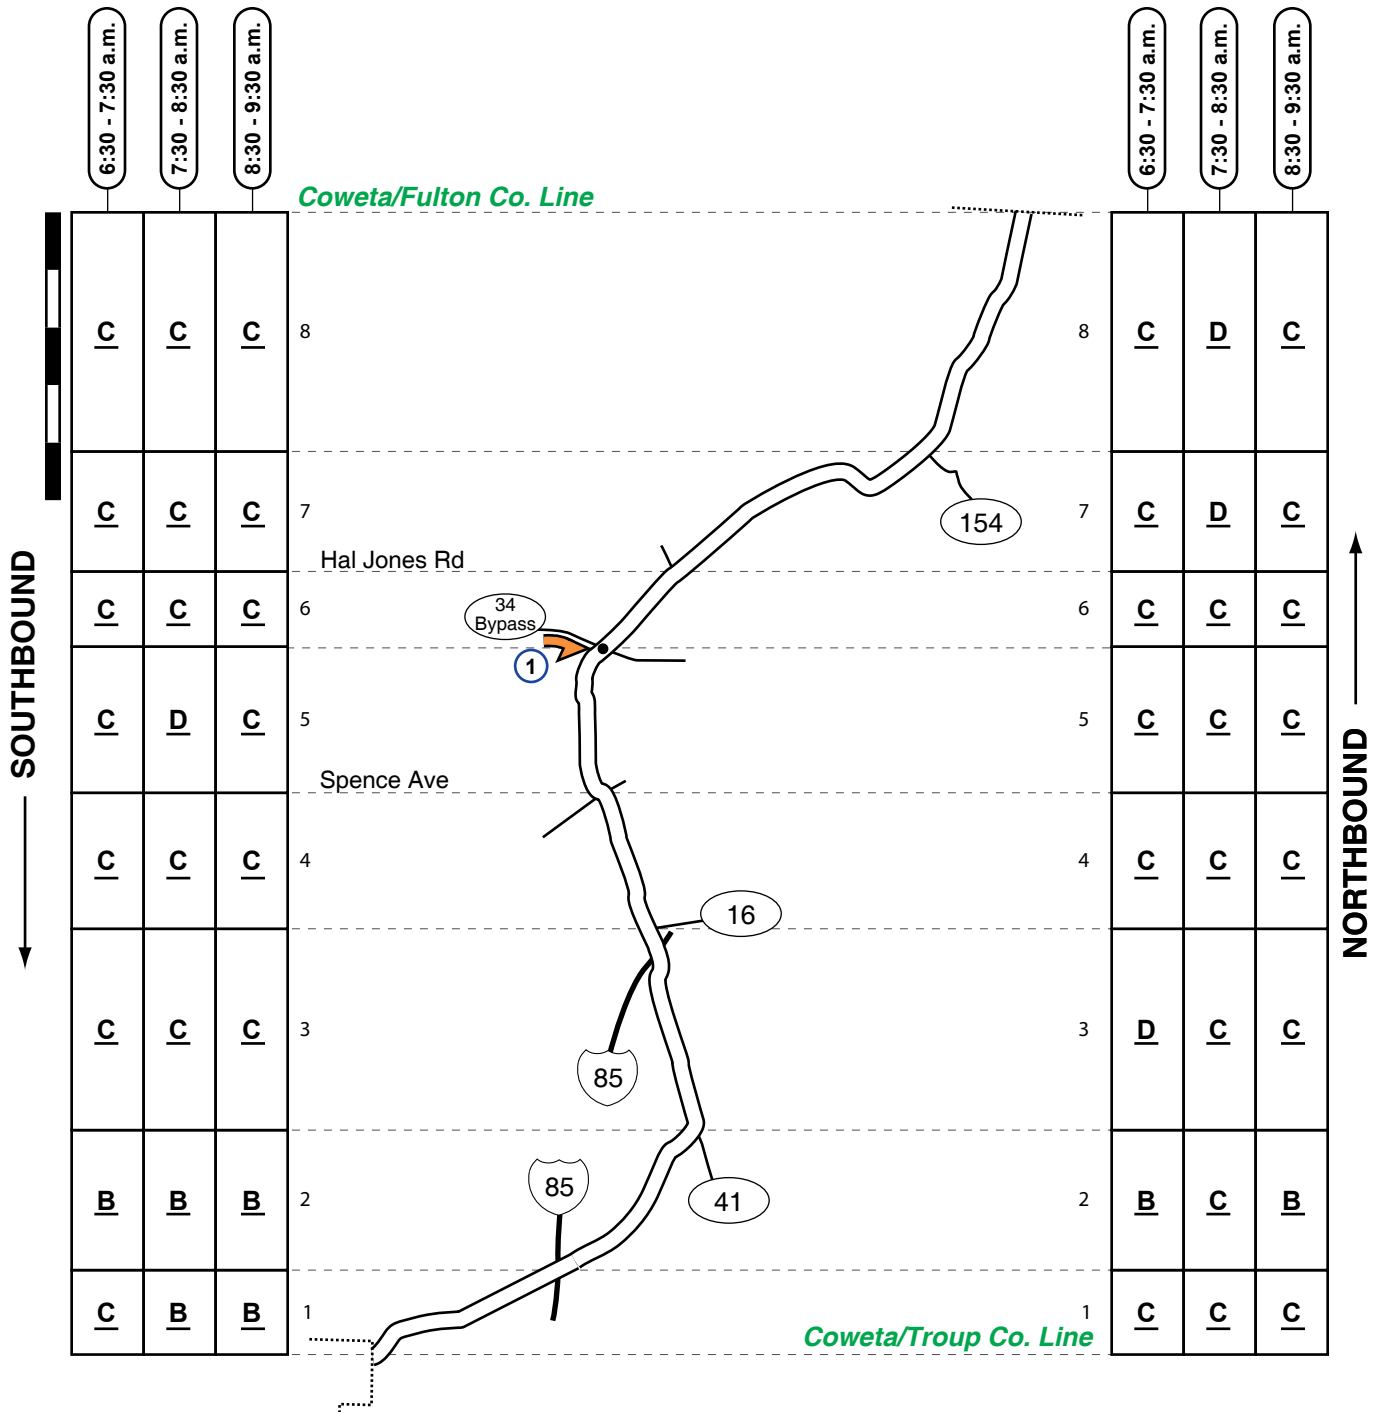 6:30 - 7:30 a.m.
7:30 - 8:30 a.m.
8:30 - 9:30 a.m.
6:30 - 7:30 a.m.
7:30 - 8:30 a.m.
8:30 - 9:30 a.m.
Coweta/Fulton Co. Line
C C C 8 8 C D C
154
C C C 7 7 C D C
Hal Jones Rd
C C C 6 6 C C C
34
Bypass
1
SOUTHBOUND
NORTHBOUND
C D C 5 5 C C C
Spence Ave
C C C 4 4 C C C
16
C C C 3 3 D C C
85
85
41
B B B 2 2 B C B
C B B 1 1 C C C
Coweta/Troup Co. Line